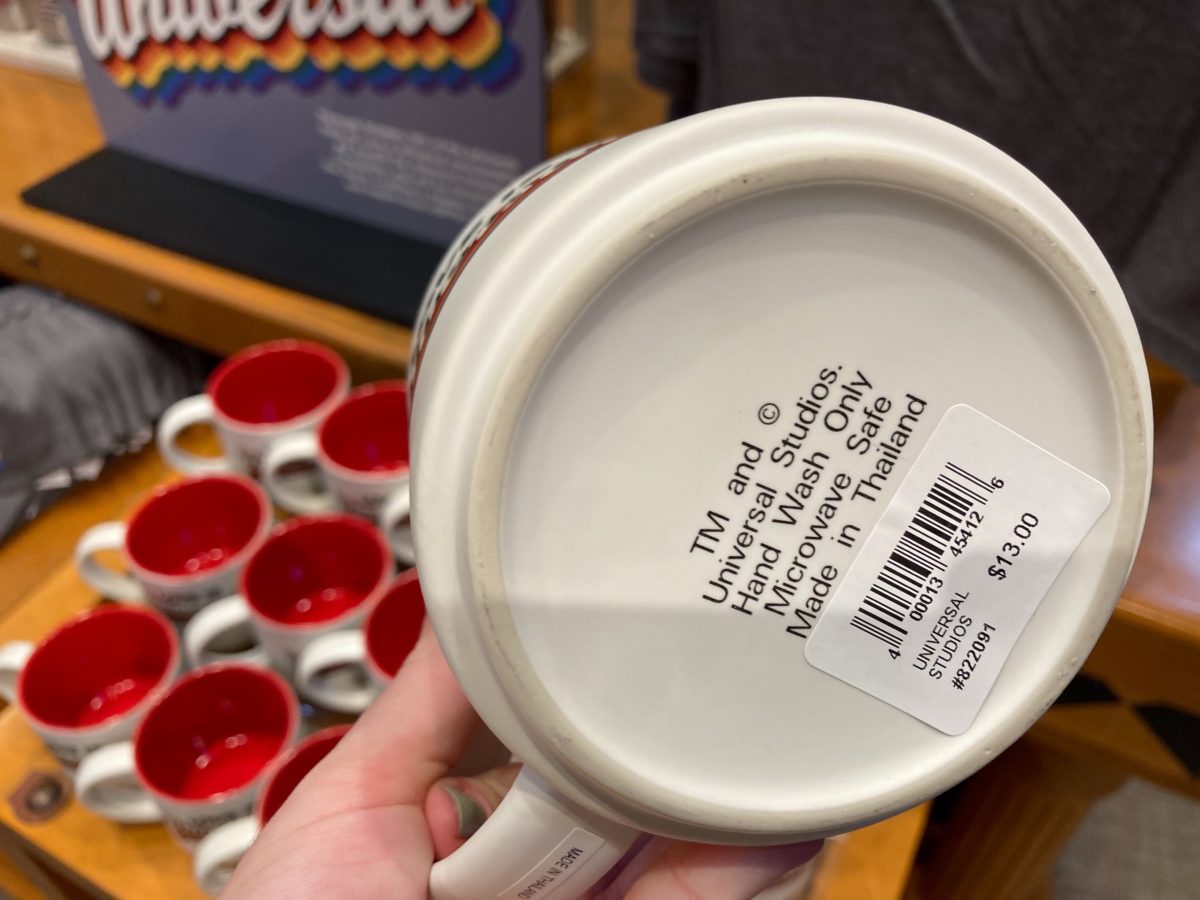 Universal
TM and ©
Universal Studios.
Hand Wash Only
Microwave Safe
Made in Thailand
4 00013 45412 6
UNIVERSAL
STUDIOS
$13.00
#822091
MADE IN THAILAND